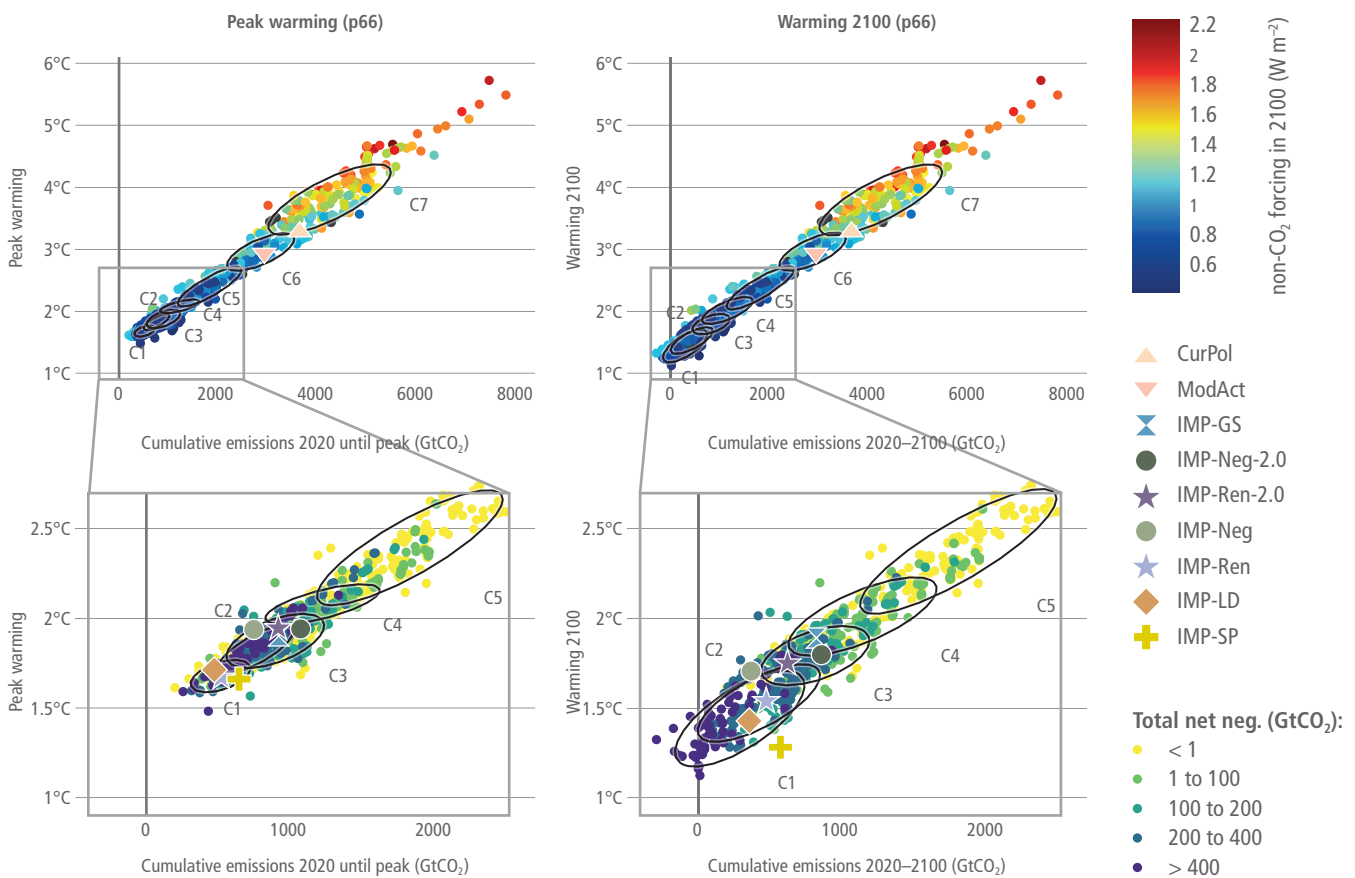 Peak warming (p66)
6°C
5°C
4°C
3°C
2°C
1°C
Peak warming
C7
C6
C5
C2
C4
C3
C1
0
2000
4000
6000
8000
Cumulative emissions 2020 until peak (GtCO₂)
Warming 2100 (p66)
6°C
5°C
4°C
3°C
2°C
1°C
Warming 2100
C7
C6
C5
C2
C4
C3
C1
0
2000
4000
6000
8000
Cumulative emissions 2020–2100 (GtCO₂)
2.2
2
1.8
1.6
1.4
1.2
1
0.8
0.6
non-CO₂ forcing in 2100 (W m⁻²)
CurPol
ModAct
IMP-GS
IMP-Neg-2.0
IMP-Ren-2.0
IMP-Neg
IMP-Ren
IMP-LD
IMP-SP
2.5°C
2°C
1.5°C
1°C
Peak warming
C5
C2
C4
C3
C1
0
1000
2000
Cumulative emissions 2020 until peak (GtCO₂)
2.5°C
2°C
1.5°C
1°C
Warming 2100
C5
C2
C4
C3
C1
0
1000
2000
Cumulative emissions 2020–2100 (GtCO₂)
Total net neg. (GtCO₂):
< 1
1 to 100
100 to 200
200 to 400
> 400